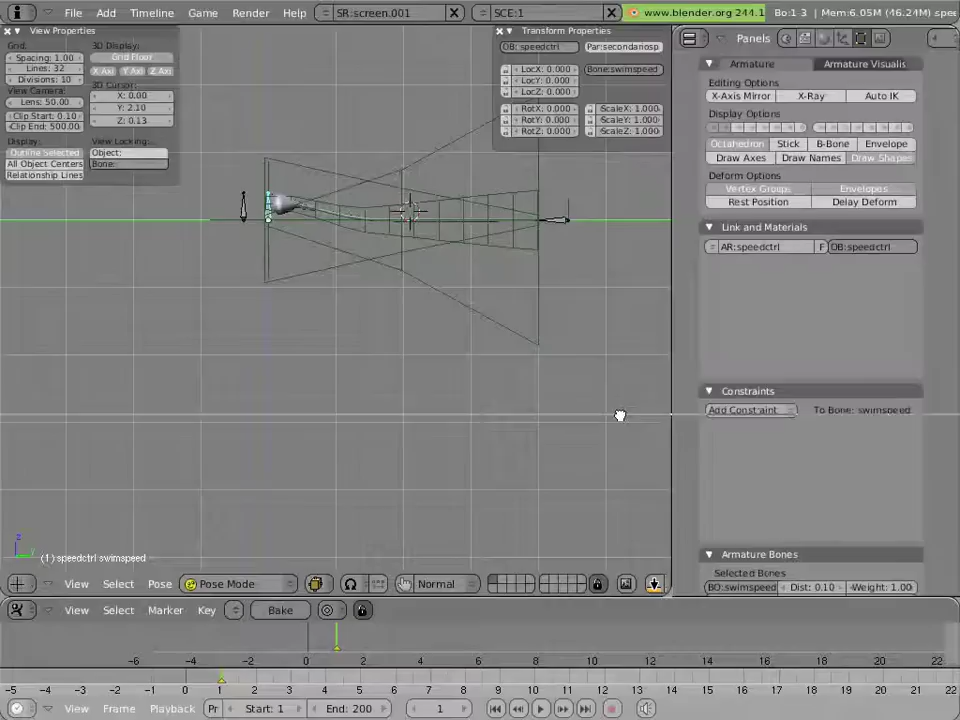 File Add Timeline Game Render Help SR:screen.001 SCE:1 www.blender.org 244.1 Bo:1-3 | Mem:6.05M (46.24M) spee
View Properties
Grid:
Spacing: 1.00
Lines: 32
Divisions: 10
View Camera:
Lens: 50.00
Clip Start: 0.10
Clip End: 500.00
Display:
Outline Selected
All Object Centers
Relationship Lines
3D Display:
Grid Floor
X Axi Y Axi Z Axi
3D Cursor:
X: 0.00
Y: 2.10
Z: 0.13
View Locking:
Object:
Bone:
Transform Properties
OB: speedctrl Par:secondariosp
LocX: 0.000 Bone:swimspeed
LocY: 0.000
LocZ: 0.000
RotX: 0.000 ScaleX: 1.000
RotY: 0.000 ScaleY: 1.000
RotZ: 0.000 ScaleZ: 1.000
Panels 4
Armature Armature Visualis
Editing Options
X-Axis Mirror X-Ray Auto IK
Display Options
Octahedron Stick B-Bone Envelope
Draw Axes Draw Names Draw Shapes
Deform Options
Vertex Groups Envelopes
Rest Position Delay Deform
Link and Materials
AR:speedctrl F OB:speedctrl
Constraints
Add Constraint To Bone: swimspeed
Armature Bones
Selected Bones
BO:swimspeed Dist: 0.10 Weight: 1.00
z
y
(1) speedctrl swimspeed
View Select Pose Pose Mode Normal
View Select Marker Key Bake
-6 -4 -2 0 2 4 6 8 10 12 14 16 18 20 22
-5 -4 -3 -2 -1 0 1 2 3 4 5 6 7 8 9 10 11 12 13 14 15 16 17 18 19 20 21 22
View Frame Playback Pr Start: 1 End: 200 1